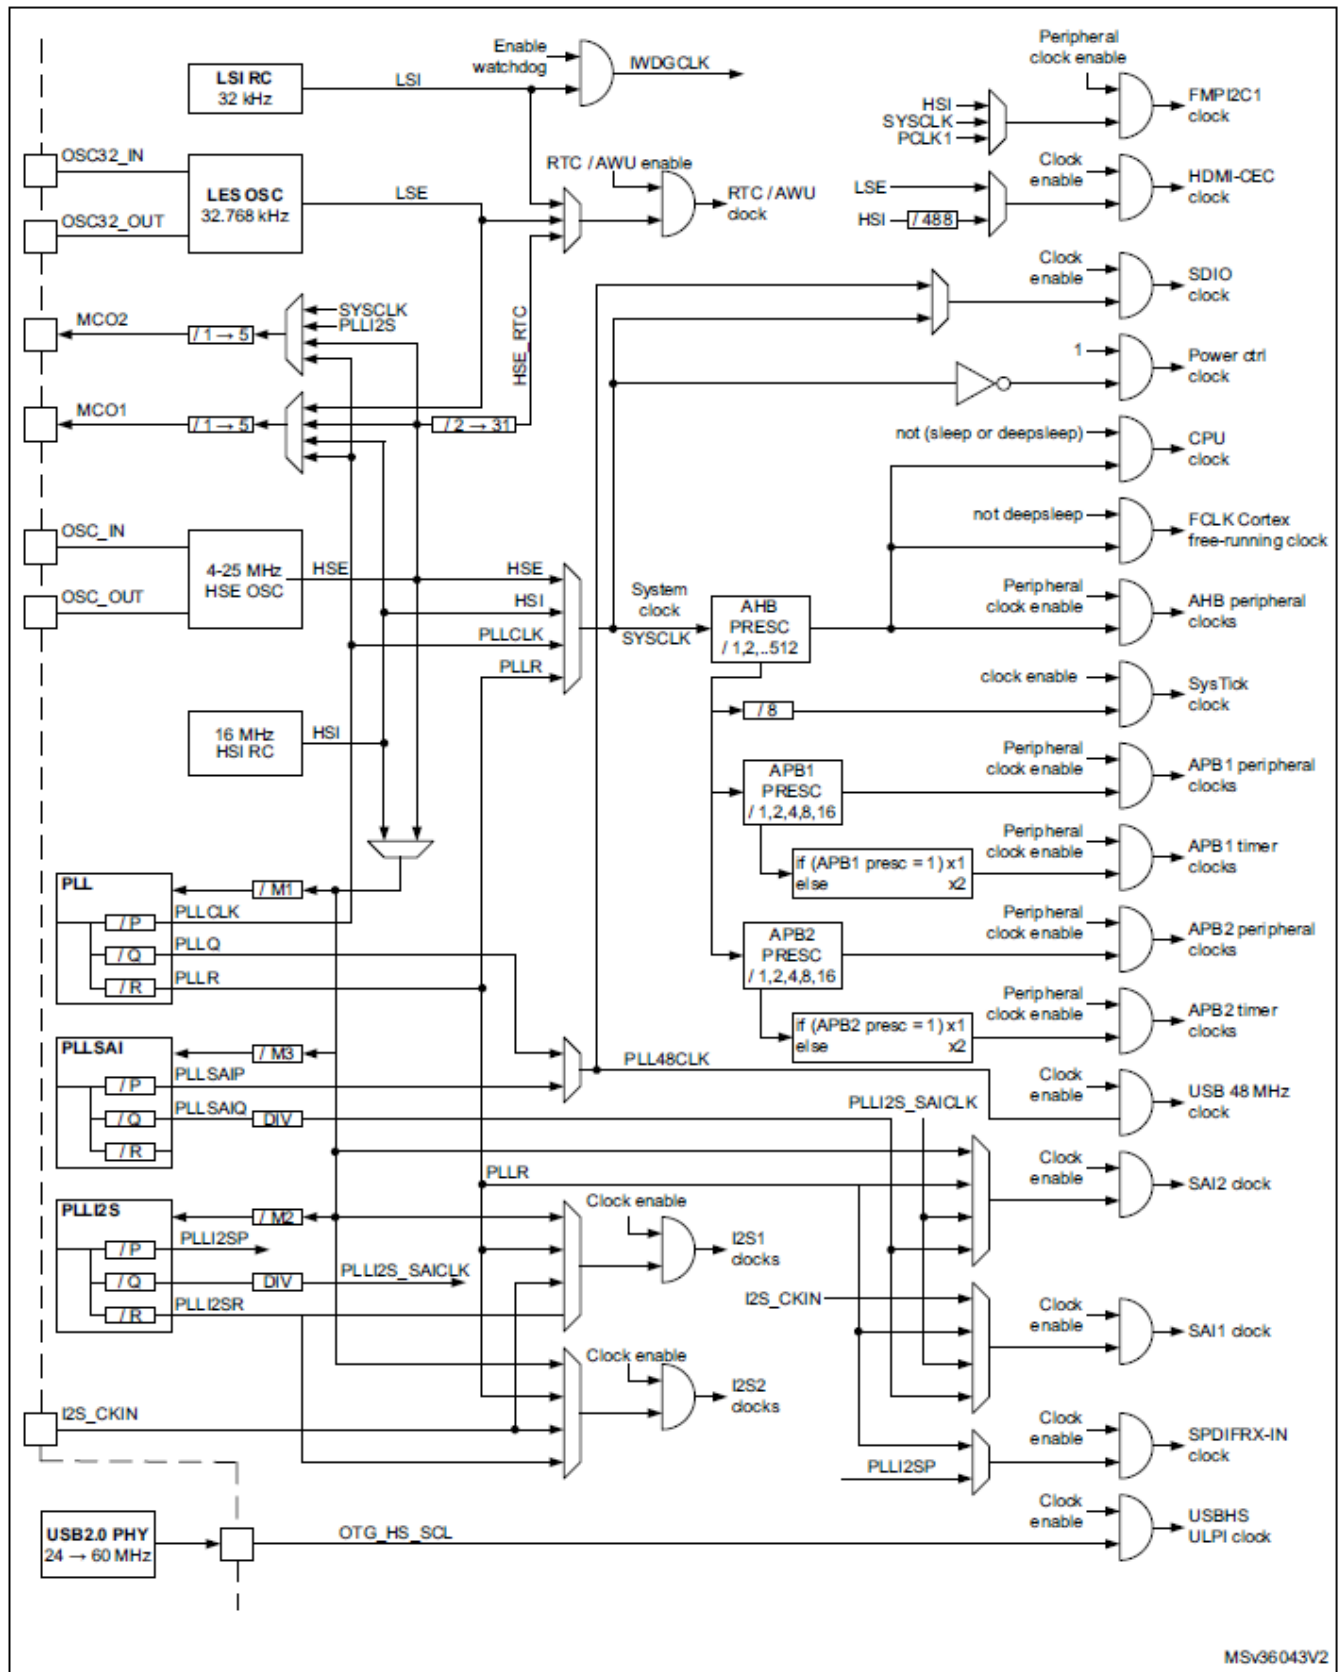 Enable
watchdog
IWDGCLK
Peripheral
clock enable
LSI RC
32 kHz
LSI
FMPI2C1
clock
HSI
SYSCLK
PCLK1
OSC32_IN
OSC32_OUT
LES OSC
32.768 kHz
LSE
RTC / AWU enable
RTC / AWU
clock
Clock
enable
HDMI-CEC
clock
LSE
HSI
/ 488
Clock
enable
SDIO
clock
MCO2
/ 1 → 5
SYSCLK
PLLI2S
HSE_RTC
1
Power ctrl
clock
MCO1
/ 1 → 5
/ 2 → 31
not (sleep or deepsleep)
CPU
clock
not deepsleep
FCLK Cortex
free-running clock
OSC_IN
OSC_OUT
4-25 MHz
HSE OSC
HSE
HSE
HSI
PLLCLK
PLLR
System
clock
SYSCLK
AHB
PRESC
/ 1,2,..512
Peripheral
clock enable
AHB peripheral
clocks
clock enable
SysTick
clock
/ 8
16 MHz
HSI RC
HSI
APB1
PRESC
/ 1,2,4,8,16
Peripheral
clock enable
APB1 peripheral
clocks
if (APB1 presc = 1) x1
else x2
Peripheral
clock enable
APB1 timer
clocks
PLL
/ M1
/ P
PLLCLK
/ Q
PLLQ
/ R
PLLR
APB2
PRESC
/ 1,2,4,8,16
Peripheral
clock enable
APB2 peripheral
clocks
if (APB2 presc = 1) x1
else x2
Peripheral
clock enable
APB2 timer
clocks
PLLSAI
/ M3
/ P
PLLSAIP
/ Q
PLLSAIQ
DIV
/ R
PLL48CLK
Clock
enable
USB 48 MHz
clock
PLLI2S_SAICLK
PLLR
Clock
enable
SAI2 clock
PLLI2S
/ M2
/ P
PLLI2SP
/ Q
DIV
PLLI2S_SAICLK
/ R
PLLI2SR
Clock enable
I2S1
clocks
I2S_CKIN
Clock
enable
SAI1 clock
Clock enable
I2S2
clocks
I2S_CKIN
PLLI2SP
Clock
enable
SPDIFRX-IN
clock
USB2.0 PHY
24 → 60 MHz
OTG_HS_SCL
Clock
enable
USBHS
ULPI clock
MSv36043V2